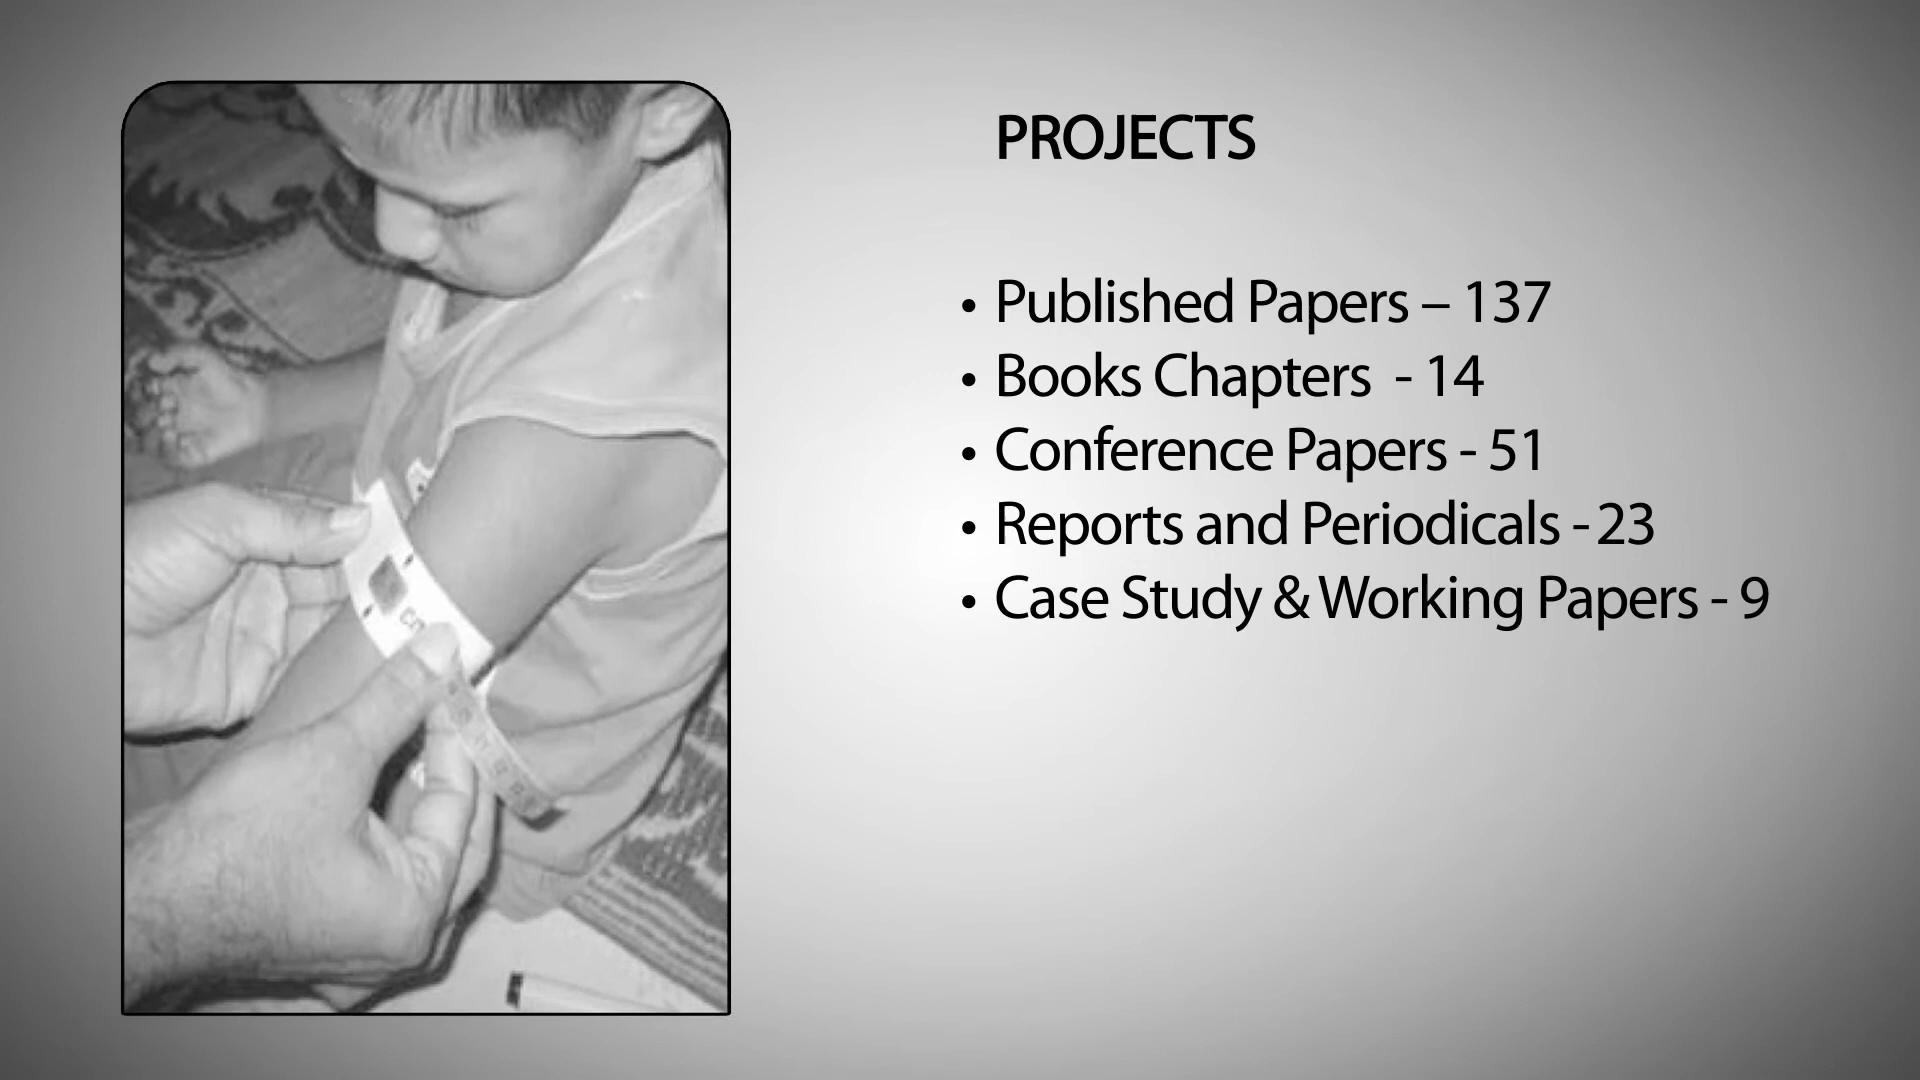 PROJECTS
• Published Papers – 137
• Books Chapters - 14
• Conference Papers - 51
• Reports and Periodicals - 23
• Case Study & Working Papers - 9